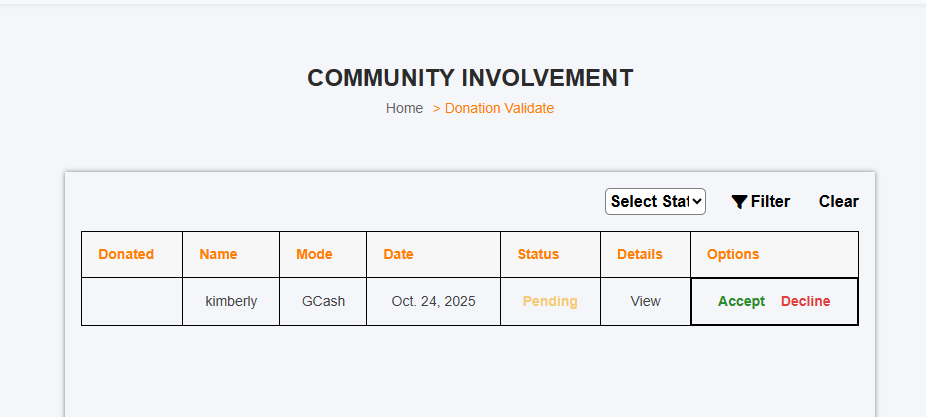 COMMUNITY INVOLVEMENT
Home > Donation Validate
Select Stat Filter Clear
Donated Name Mode Date Status Details Options
kimberly GCash Oct. 24, 2025 Pending View Accept Decline